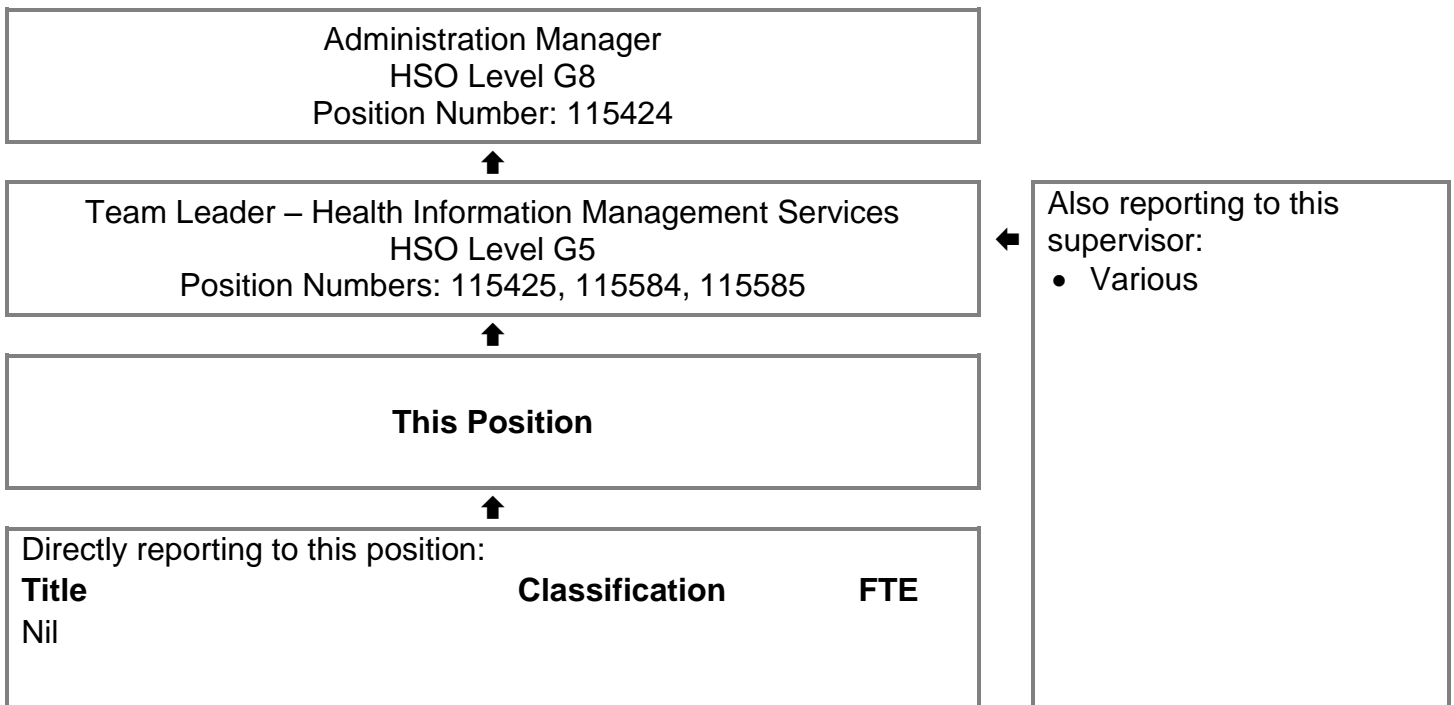 Administration Manager
HSO Level G8
Position Number: 115424
Team Leader – Health Information Management Services
HSO Level G5
Position Numbers: 115425, 115584, 115585
Also reporting to this
supervisor:
• Various
This Position
Directly reporting to this position:
Title Classification FTE
Nil